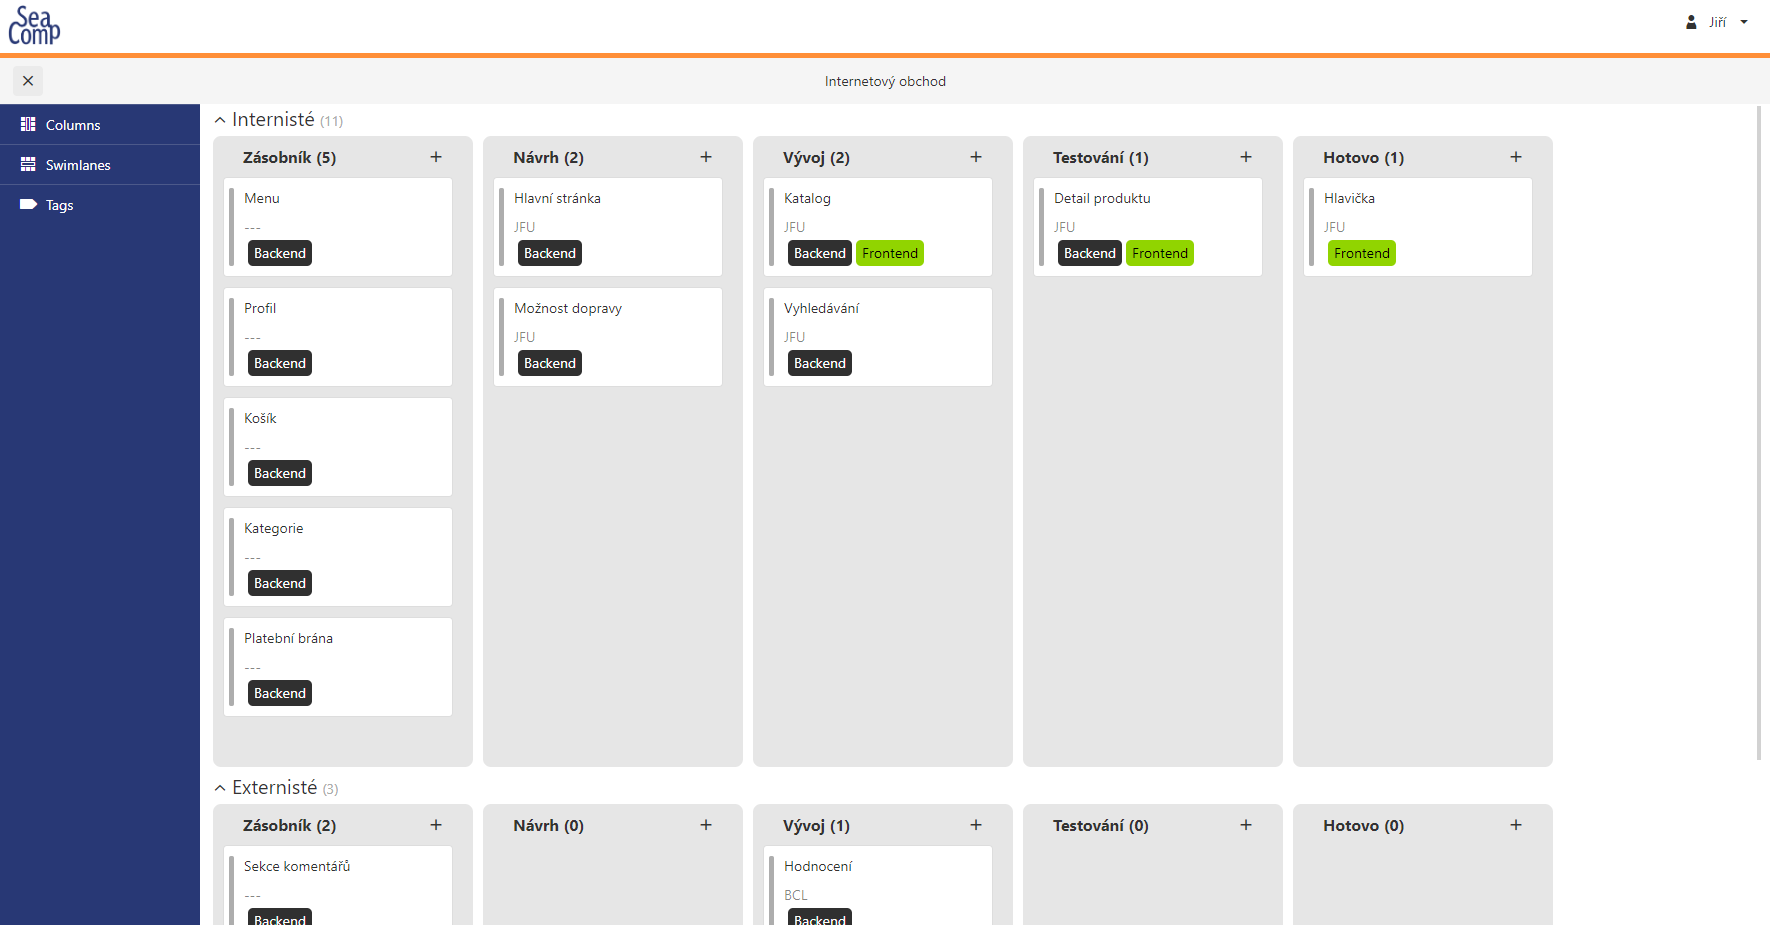 Sea
Comp
Jiří
Internetový obchod
Columns
Swimlanes
Tags
Internisté (11)
Zásobník (5)
Menu
---
Backend
Profil
---
Backend
Košík
---
Backend
Kategorie
---
Backend
Platební brána
---
Backend
Návrh (2)
Hlavní stránka
JFU
Backend
Možnost dopravy
JFU
Backend
Vývoj (2)
Katalog
JFU
Backend Frontend
Vyhledávání
JFU
Backend
Testování (1)
Detail produktu
JFU
Backend Frontend
Hotovo (1)
Hlavička
JFU
Frontend
Externisté (3)
Zásobník (2)
Sekce komentářů
---
Backend
Návrh (0)
Vývoj (1)
Hodnocení
BCL
Backend
Testování (0)
Hotovo (0)